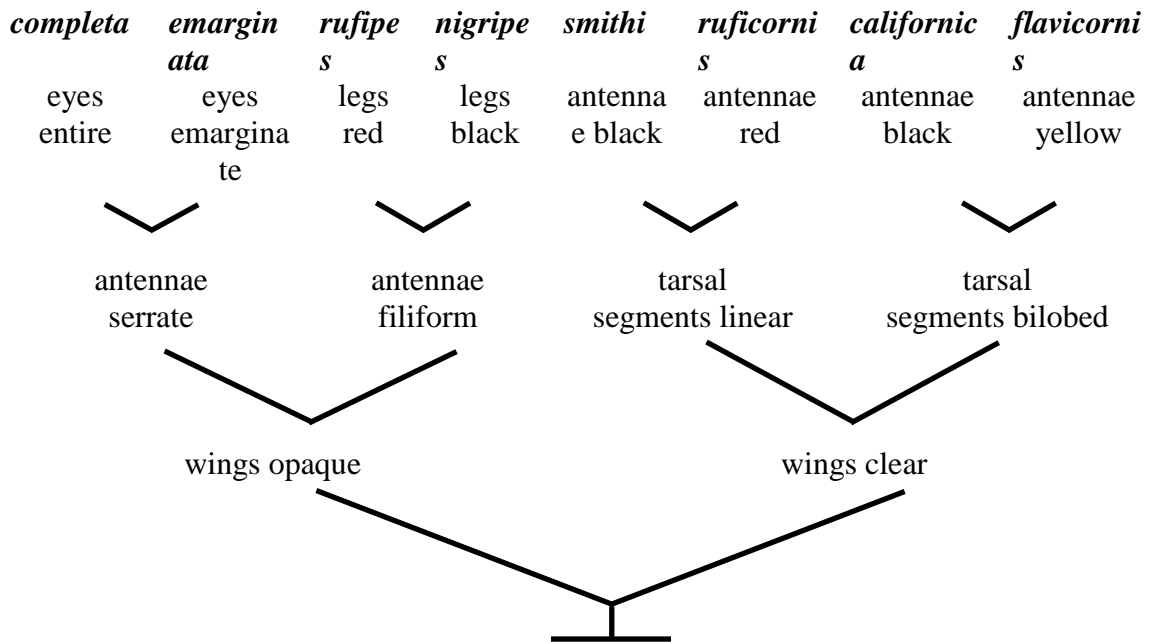 completa emargin rufipe nigripe smithi ruficorni californic flavicorni
ata s s s a s
eyes eyes legs legs antenna antennae antennae antennae
entire emargina red black e black red black yellow
te
antennae antennae tarsal tarsal
serrate filiform segments linear segments bilobed
wings opaque wings clear